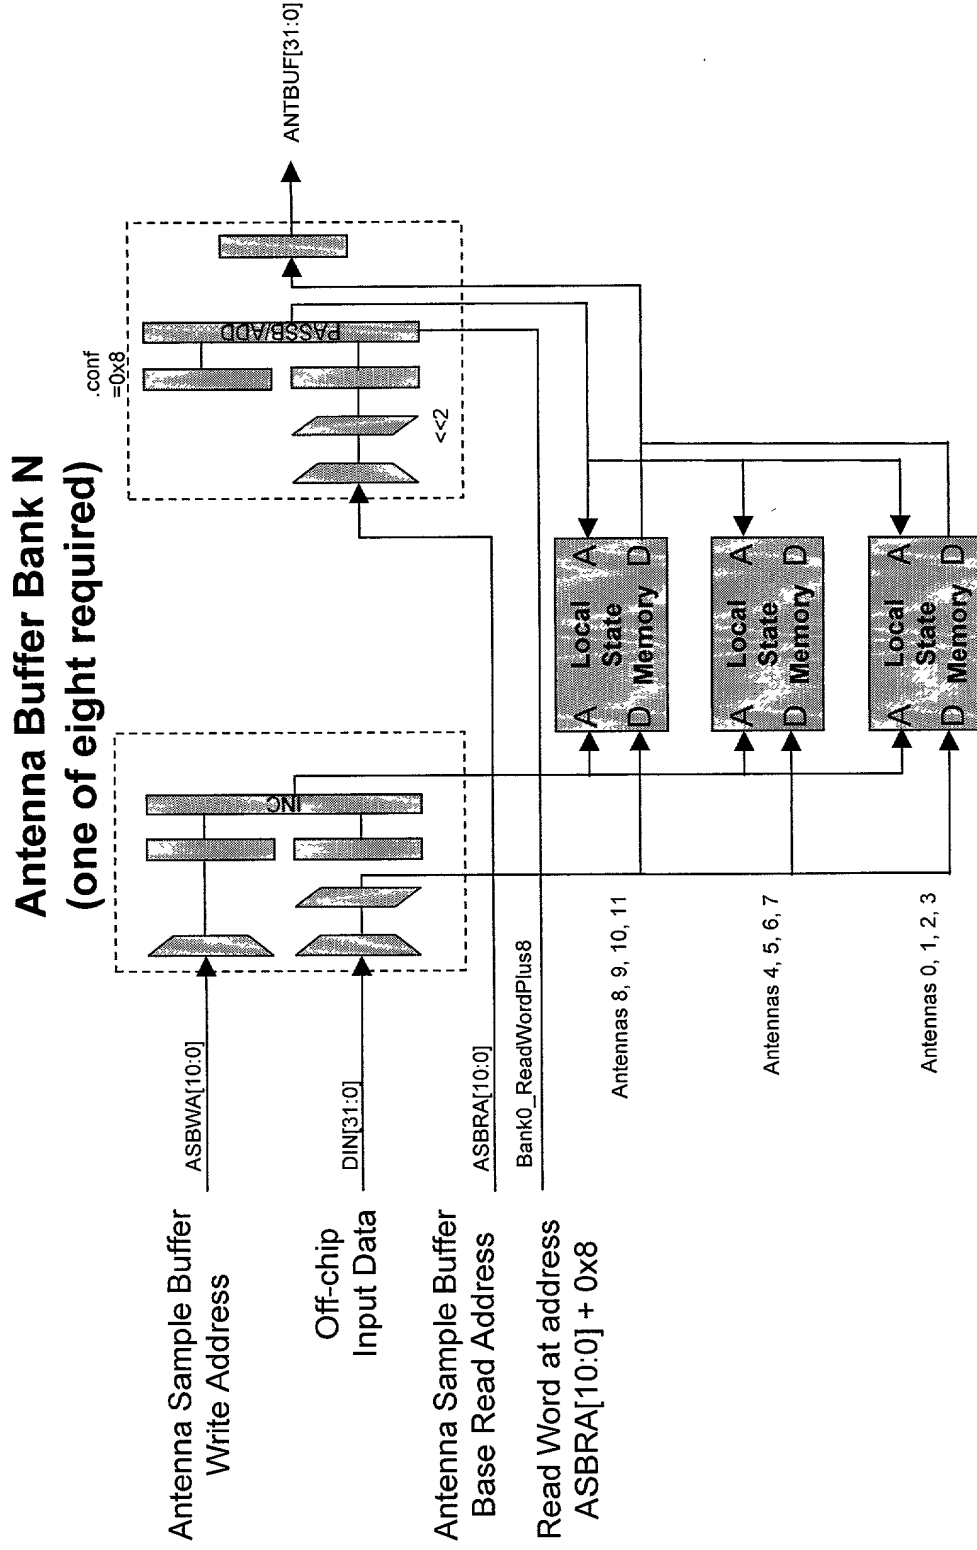 Antenna Buffer Bank N
(one of eight required)
Antenna Sample Buffer
Write Address
ASBWA[10:0]
Off-chip
Input Data
DIN[31:0]
Antenna Sample Buffer
Base Read Address
ASBRA[10:0]
Read Word at address
ASBRA[10:0] + 0x8
Bank0_ReadWordPlus8
INC
.conf
=0x8
<<2
PASSB/ADD
ANTBUF[31:0]
Antennas 8, 9, 10, 11
A
D
Local
State
Memory
A
D
Antennas 4, 5, 6, 7
A
D
Local
State
Memory
A
D
Antennas 0, 1, 2, 3
A
D
Local
State
Memory
A
D